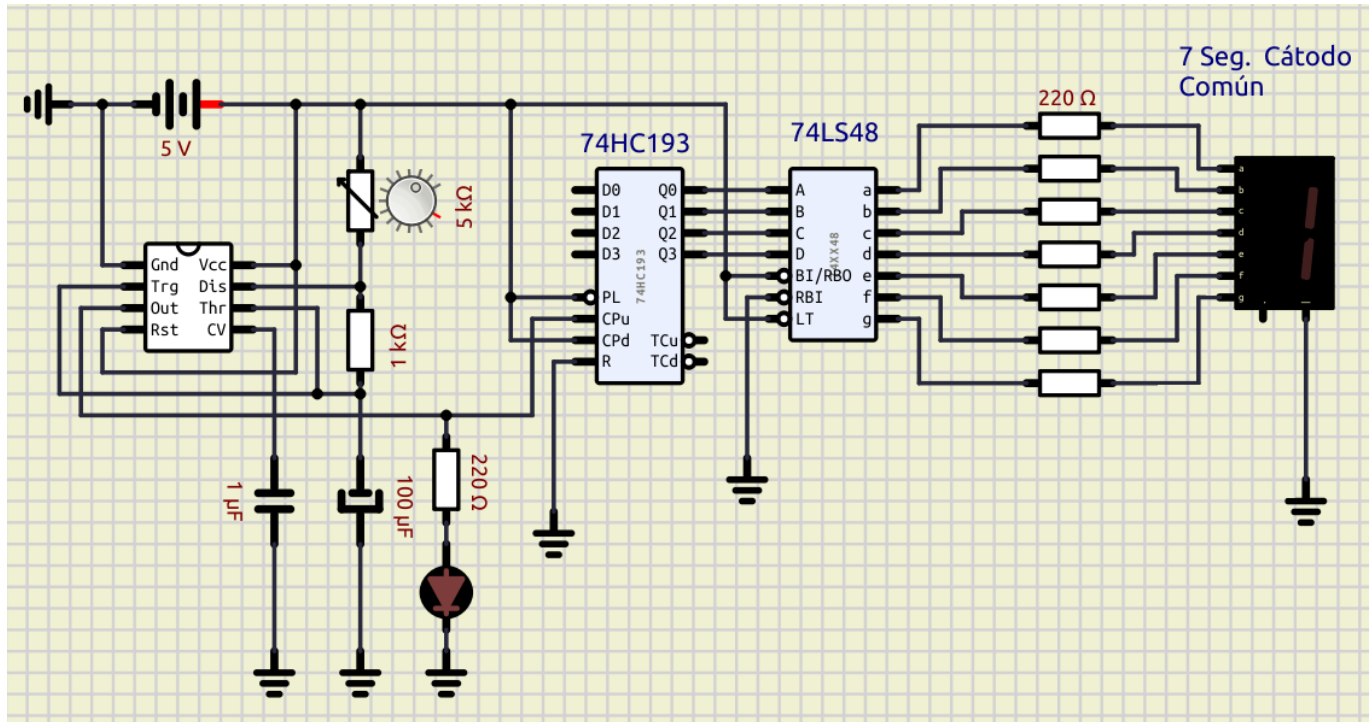 7 Seg. Cátodo
Común
5 V
5 kΩ
1 kΩ
Gnd Vcc
Trg Dis
Out Thr
Rst CV
1 µF
100 µF
220 Ω
74HC193
D0 Q0
D1 Q1
D2 Q2
D3 Q3
74HC193
PL
CPu
CPd TCu
R TCd
74LS48
A a
B b
C c
D d
BI/RBO e
RBI f
LT g
74XX48
220 Ω
a
b
c
d
e
f
g